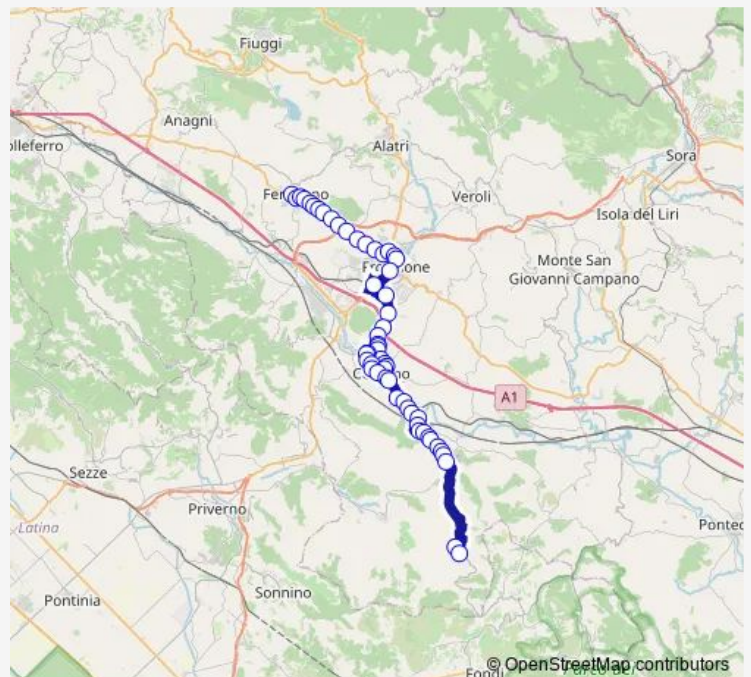 Fiuggi
Anagni
olleferro
Alatri
Sora
Veroli
Isola del Liri
Monte San
Giovanni Campano
A1
Sezze
Priverno
Latina
Pontec
Pontinia
Sonnino
Fondi
© OpenStreetMap contributors